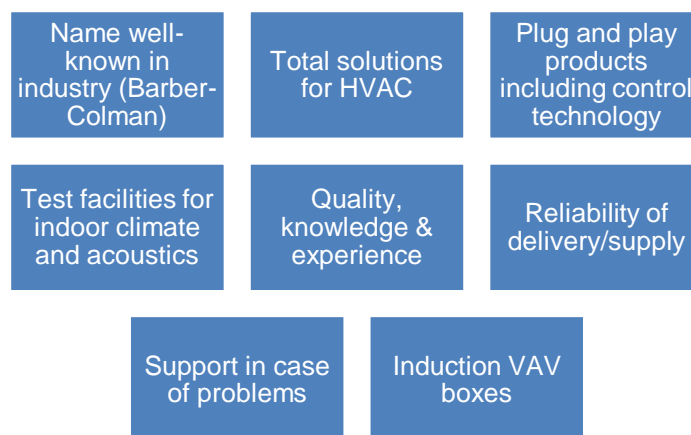 Name well-
known in
industry (Barber-
Colman)
Total solutions
for HVAC
Plug and play
products
including control
technology
Test facilities for
indoor climate
and acoustics
Quality,
knowledge &
experience
Reliability of
delivery/supply
Support in case
of problems
Induction VAV
boxes